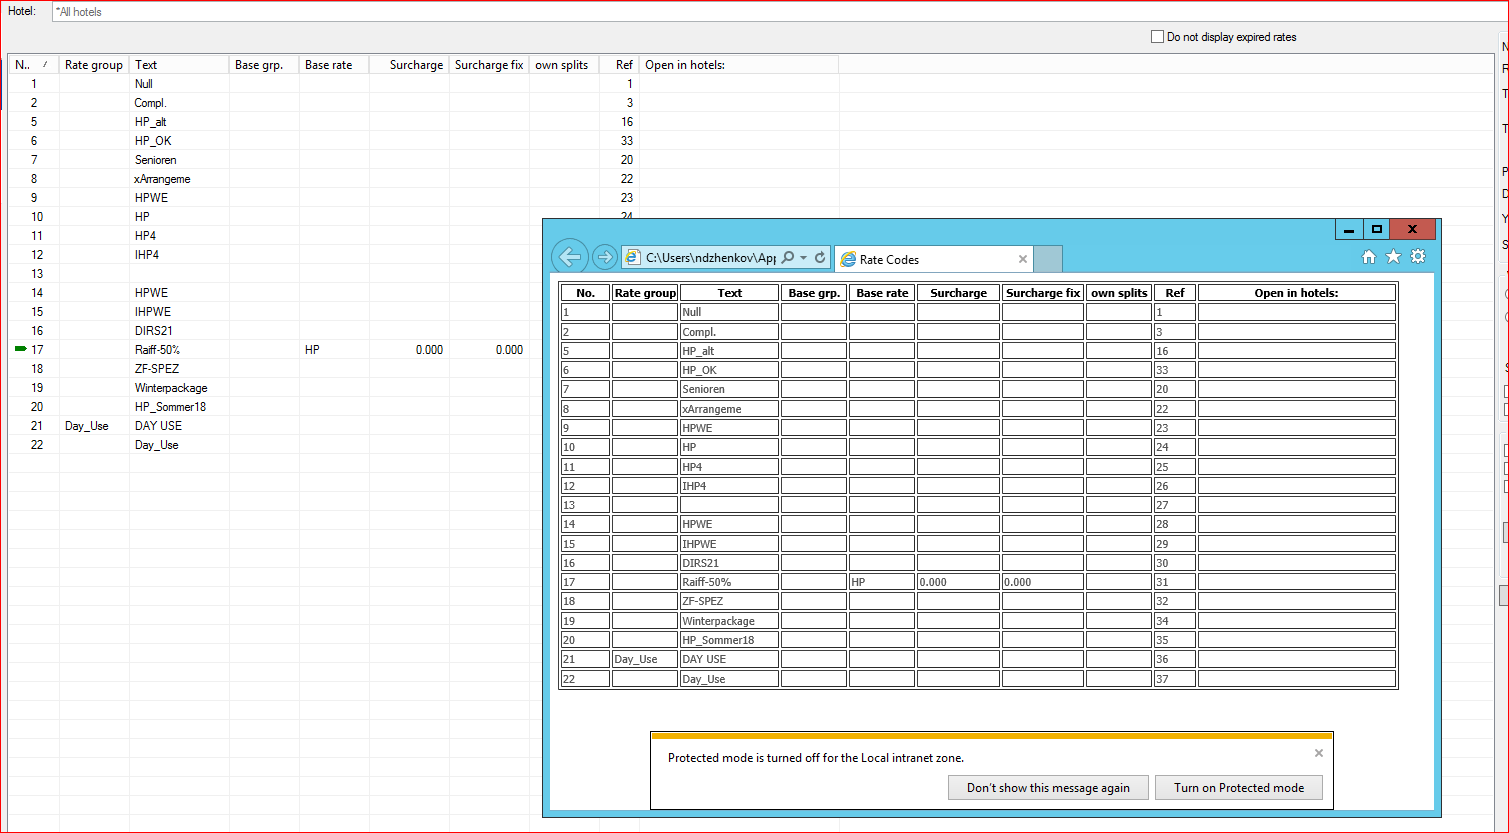 Hotel: *All hotels
Do not display expired rates
N.. / Rate group Text Base grp. Base rate Surcharge Surcharge fix own splits Ref Open in hotels:
1 Null 1
2 Compl. 3
5 HP_alt 16
6 HP_OK 33
7 Senioren 20
8 xArrangeme 22
9 HPWE 23
10 HP 24
11 HP4
12 IHP4
13
14 HPWE
15 IHPWE
16 DIRS21
17 Raiff-50% HP 0.000 0.000
18 ZF-SPEZ
19 Winterpackage
20 HP_Sommer18
21 Day_Use DAY USE
22 Day_Use
C:\Users\ndzhenkov\App
Rate Codes
No. Rate group Text Base grp. Base rate Surcharge Surcharge fix own splits Ref Open in hotels:
1 Null 1
2 Compl. 3
5 HP_alt 16
6 HP_OK 33
7 Senioren 20
8 xArrangeme 22
9 HPWE 23
10 HP 24
11 HP4 25
12 IHP4 26
13 27
14 HPWE 28
15 IHPWE 29
16 DIRS21 30
17 Raiff-50% HP 0.000 0.000 31
18 ZF-SPEZ 32
19 Winterpackage 34
20 HP_Sommer18 35
21 Day_Use DAY USE 36
22 Day_Use 37
Protected mode is turned off for the Local intranet zone.
Don't show this message again
Turn on Protected mode